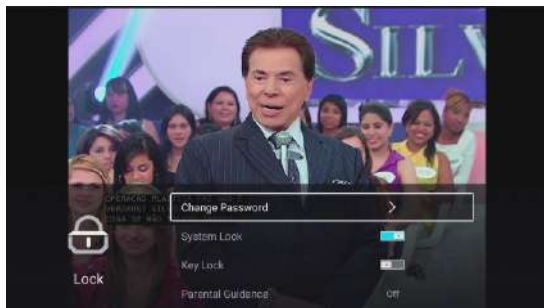 SILV
Change Password
System Lock
Key Lock
Lock
Parental Guidance Off